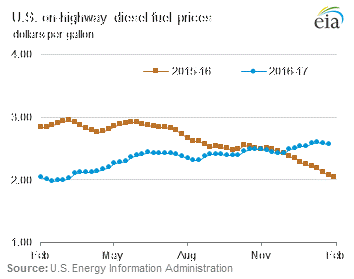 U.S. on-highway diesel fuel prices
dollars per gallon
eia
4.00
2015-16
2016-17
3.00
2.00
1.00
Feb
May
Aug
Nov
Feb
Source: U.S. Energy Information Administration